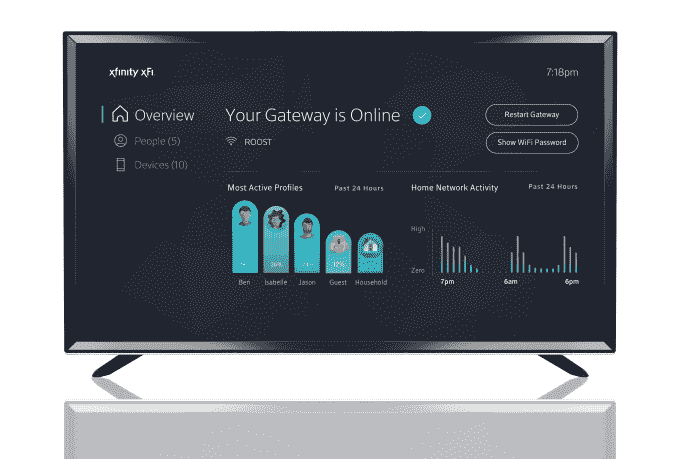 xfinity xFi
7:18pm
Overview
People (5)
Devices (10)
Your Gateway is Online
ROOST
Restart Gateway
Show WiFi Password
Most Active Profiles
Past 24 Hours
Ben
Isabelle
Jason
Guest
Household
Home Network Activity
Past 24 Hours
High
Zero
7pm
6am
6pm